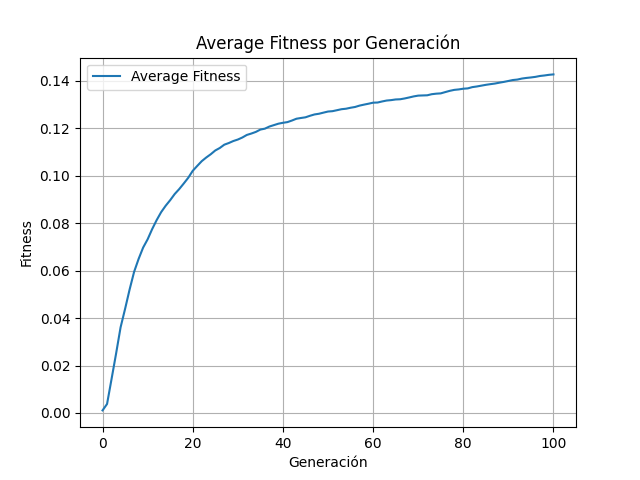 Average Fitness por Generación
Average Fitness
0.14
0.12
0.10
0.08
0.06
0.04
0.02
0.00
Fitness
0 20 40 60 80 100
Generación